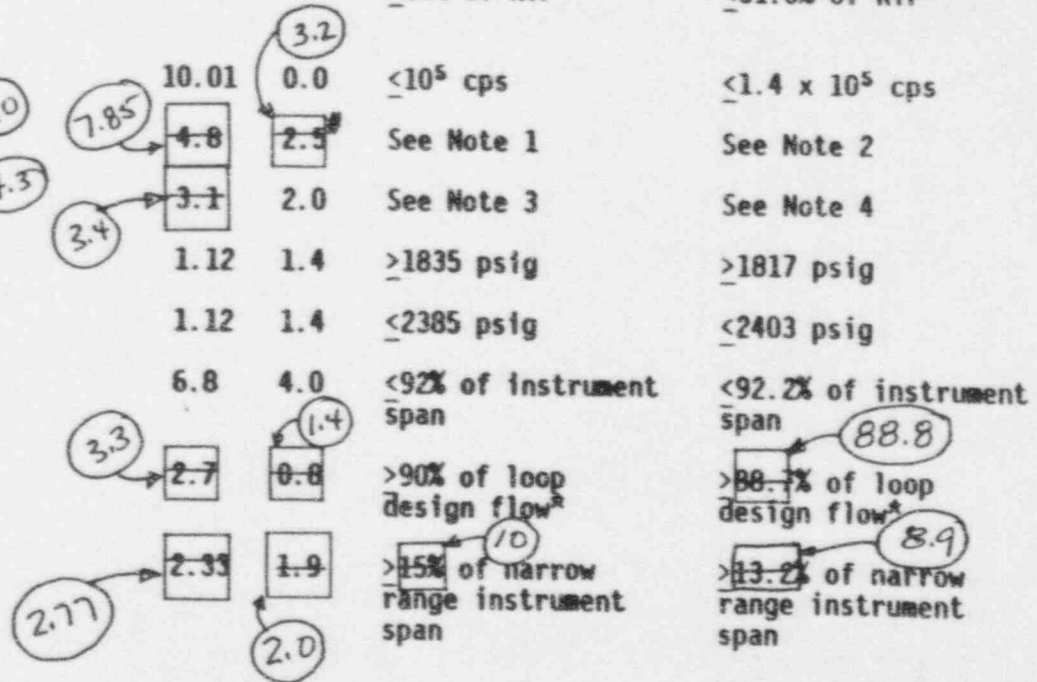 3.2
10.01 0.0 ≤10⁵ cps ≤1.4 x 10⁵ cps
7.85 4.8 2.5 See Note 1 See Note 2
3.4 3.1 2.0 See Note 3 See Note 4
1.12 1.4 ≥1835 psig ≥1817 psig
1.12 1.4 ≤2385 psig ≤2403 psig
6.8 4.0 ≤92% of instrument ≤92.2% of instrument
span span
1.4 88.8
3.3 2.7 0.8 ≥90% of loop ≥88.7% of loop
design flow* design flow*
10 8.9
2.33 1.9 ≥15% of narrow ≥13.2% of narrow
range instrument range instrument
2.77 2.0 span span